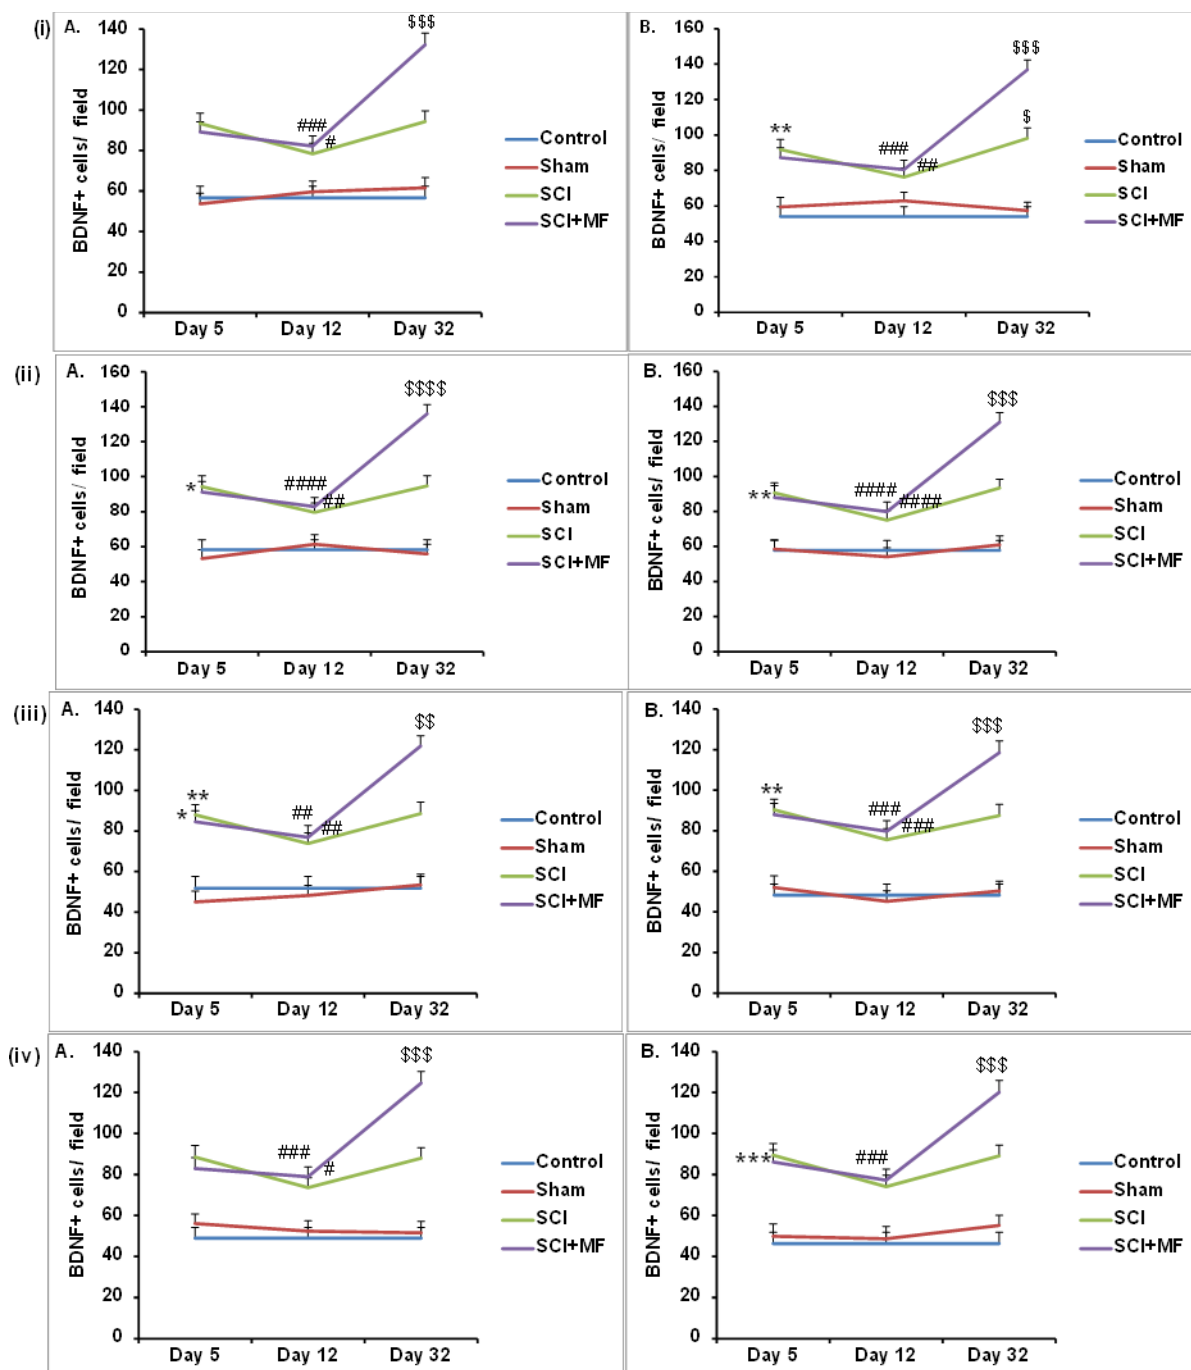 (i)
A.
BDNF+ cells/ field
140
120
100
80
60
40
20
0
Day 5 Day 12 Day 32
###
#
$$$
Control
Sham
SCI
SCI+MF
B.
BDNF+ cells/ field
160
140
120
100
80
60
40
20
0
Day 5 Day 12 Day 32
**
###
##
$$$
$
Control
Sham
SCI
SCI+MF
(ii)
A.
BDNF+ cells/ field
160
140
120
100
80
60
40
20
0
Day 5 Day 12 Day 32
*
####
##
$$$$
Control
Sham
SCI
SCI+MF
B.
BDNF+ cells/ field
160
140
120
100
80
60
40
20
0
Day 5 Day 12 Day 32
**
####
####
$$$
Control
Sham
SCI
SCI+MF
(iii)
A.
BDNF+ cells/ field
140
120
100
80
60
40
20
0
Day 5 Day 12 Day 32
**
*
##
##
$$
Control
Sham
SCI
SCI+MF
B.
BDNF+ cells/ field
140
120
100
80
60
40
20
0
Day 5 Day 12 Day 32
**
###
###
$$$
Control
Sham
SCI
SCI+MF
(iv)
A.
BDNF+ cells/ field
140
120
100
80
60
40
20
0
Day 5 Day 12 Day 32
###
#
$$$
Control
Sham
SCI
SCI+MF
B.
BDNF+ cells/ field
140
120
100
80
60
40
20
0
Day 5 Day 12 Day 32
***
###
$$$
Control
Sham
SCI
SCI+MF